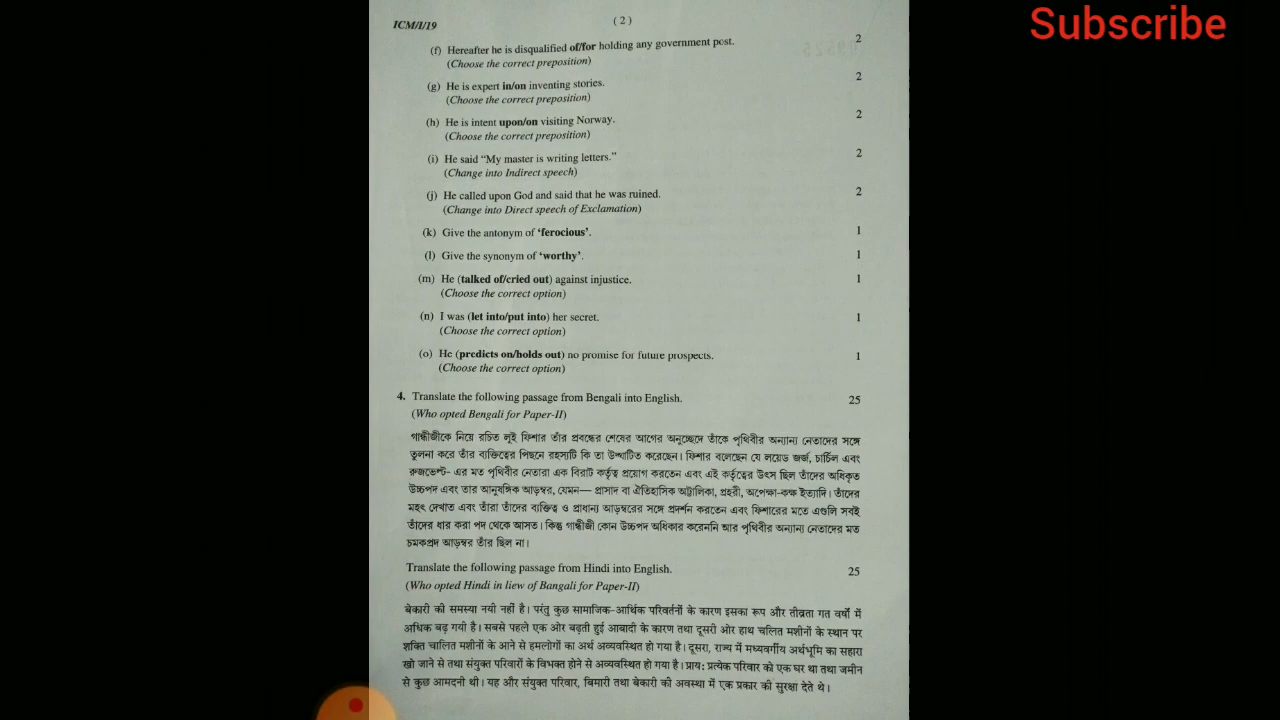 Subscribe
ICM/I/19
( 2 )
(f) Hereafter he is disqualified of/for holding any government post. 2
(Choose the correct preposition)
(g) He is expert in/on inventing stories. 2
(Choose the correct preposition)
(h) He is intent upon/on visiting Norway. 2
(Choose the correct preposition)
(i) He said “My master is writing letters.” 2
(Change into Indirect speech)
(j) He called upon God and said that he was ruined. 2
(Change into Direct speech of Exclamation)
(k) Give the antonym of ‘ferocious’. 1
(l) Give the synonym of ‘worthy’. 1
(m) He (talked of/cried out) against injustice. 1
(Choose the correct option)
(n) I was (let into/put into) her secret. 1
(Choose the correct option)
(o) He (predicts on/holds out) no promise for future prospects. 1
(Choose the correct option)
4. Translate the following passage from Bengali into English. 25
(Who opted Bengali for Paper-II)
গান্ধীজীকে নিয়ে রচিত লুই ফিশার তাঁর প্রবন্ধের শেষের আগের অনুচ্ছেদে তাঁকে পৃথিবীর অন্যান্য নেতাদের সঙ্গে
তুলনা করে তাঁর ব্যক্তিত্বের পিছনে রহস্যটি কি তা উদ্ঘাটিত করেছেন। ফিশার বলেছেন যে লয়েড জর্জ, চার্চিল এবং
রুজভেল্ট- এর মত পৃথিবীর নেতারা এক বিরাট কর্তৃত্ব প্রয়োগ করতেন এবং এই কর্তৃত্বের উৎস ছিল তাঁদের অধিকৃত
উচ্চপদ এবং তার আনুষঙ্গিক আড়ম্বর, যেমন— প্রাসাদ বা ঐতিহাসিক অট্টালিকা, প্রহরী, অপেক্ষা-কক্ষ ইত্যাদি। তাঁদের
মহৎ দেখাত এবং তাঁরা তাঁদের ব্যক্তিত্ব ও প্রাধান্য আড়ম্বরের সঙ্গে প্রদর্শন করতেন এবং ফিশারের মতে এগুলি সবই
তাঁদের ধার করা পদ থেকে আসত। কিন্তু গান্ধীজী কোন উচ্চপদ অধিকার করেননি আর পৃথিবীর অন্যান্য নেতাদের মত
চমকপ্রদ আড়ম্বর তাঁর ছিল না।
Translate the following passage from Hindi into English. 25
(Who opted Hindi in liew of Bangali for Paper-II)
बेकारी की समस्या नयी नहीं है। परंतु कुछ सामाजिक-आर्थिक परिवर्तनों के कारण इसका रूप और तीव्रता गत वर्षों में
अधिक बढ़ गयी है। सबसे पहले एक ओर बढ़ती हुई आबादी के कारण तथा दूसरी ओर हाथ चलित मशीनों के स्थान पर
शक्ति चालित मशीनों के आने से हमलोगों का अर्थ अव्यवस्थित हो गया है। दूसरा, राज्य में मध्यवर्गीय अर्थभूमि का सहारा
खो जाने से तथा संयुक्त परिवारों के विभक्त होने से अव्यवस्थित हो गया है। प्राय: प्रत्येक परिवार को एक घर था तथा जमीन
से कुछ आमदनी थी। यह और संयुक्त परिवार, बिमारी तथा बेकारी की अवस्था में एक प्रकार की सुरक्षा देते थे।